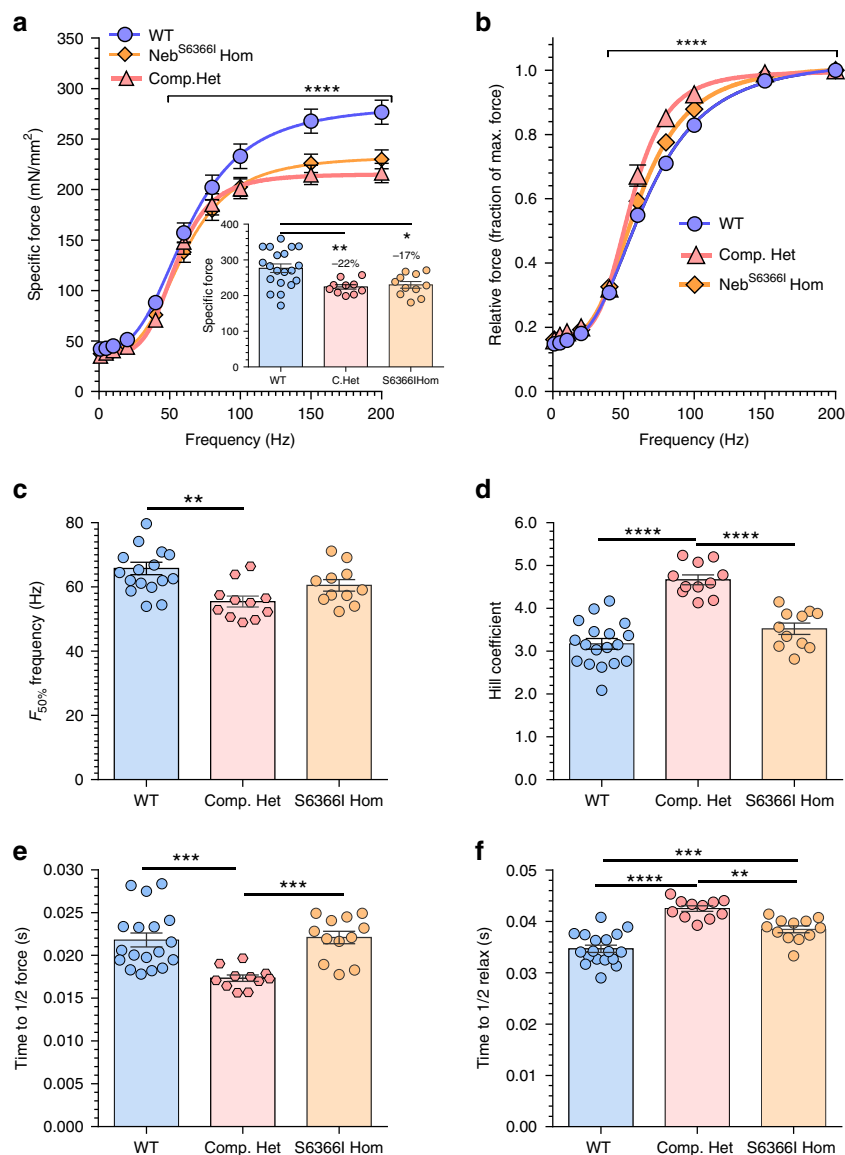 a
WT
Neb^S6366I Hom
Comp.Het
****
350
300
250
200
150
100
50
0
Specific force (mN/mm²)
0 50 100 150 200
Frequency (Hz)
400
300
200
100
0
Specific force
**
*
–22%
–17%
WT C.Het S6366IHom
b
****
1.0
0.8
0.6
0.4
0.2
0.0
Relative force (fraction of max. force)
WT
Comp. Het
Neb^S6366I Hom
0 50 100 150 200
Frequency (Hz)
c
**
80
60
40
20
0
F50% frequency (Hz)
WT Comp. Het S6366I Hom
d
**** ****
6.0
5.0
4.0
3.0
2.0
1.0
0.0
Hill coefficient
WT Comp. Het S6366I Hom
e
*** ***
0.030
0.025
0.020
0.015
0.010
0.005
0.000
Time to 1/2 force (s)
WT Comp. Het S6366I Hom
f
***
**** **
0.05
0.04
0.03
0.02
0.01
0.00
Time to 1/2 relax (s)
WT Comp. Het S6366I Hom